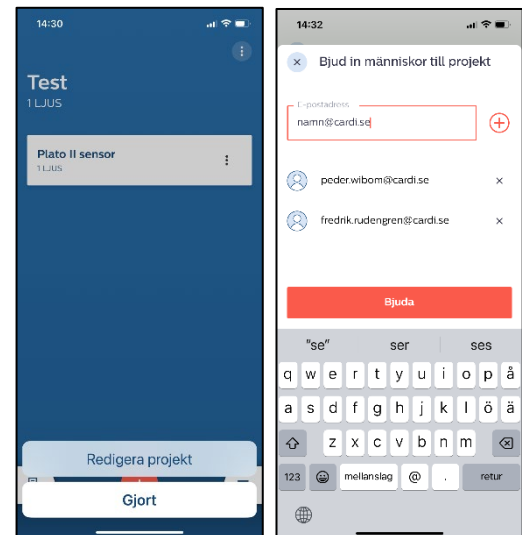 14:30
Test
1 LJUS
Plato II sensor
1 LJUS
Redigera projekt
Gjort
14:32
Bjud in människor till projekt
E-postadress
namn@cardi.se
peder.wibom@cardi.se
fredrik.rudengren@cardi.se
Bjuda
"se" ser ses
q w e r t y u i o p å
a s d f g h j k l ö ä
z x c v b n m
123 mellanslag @ . retur